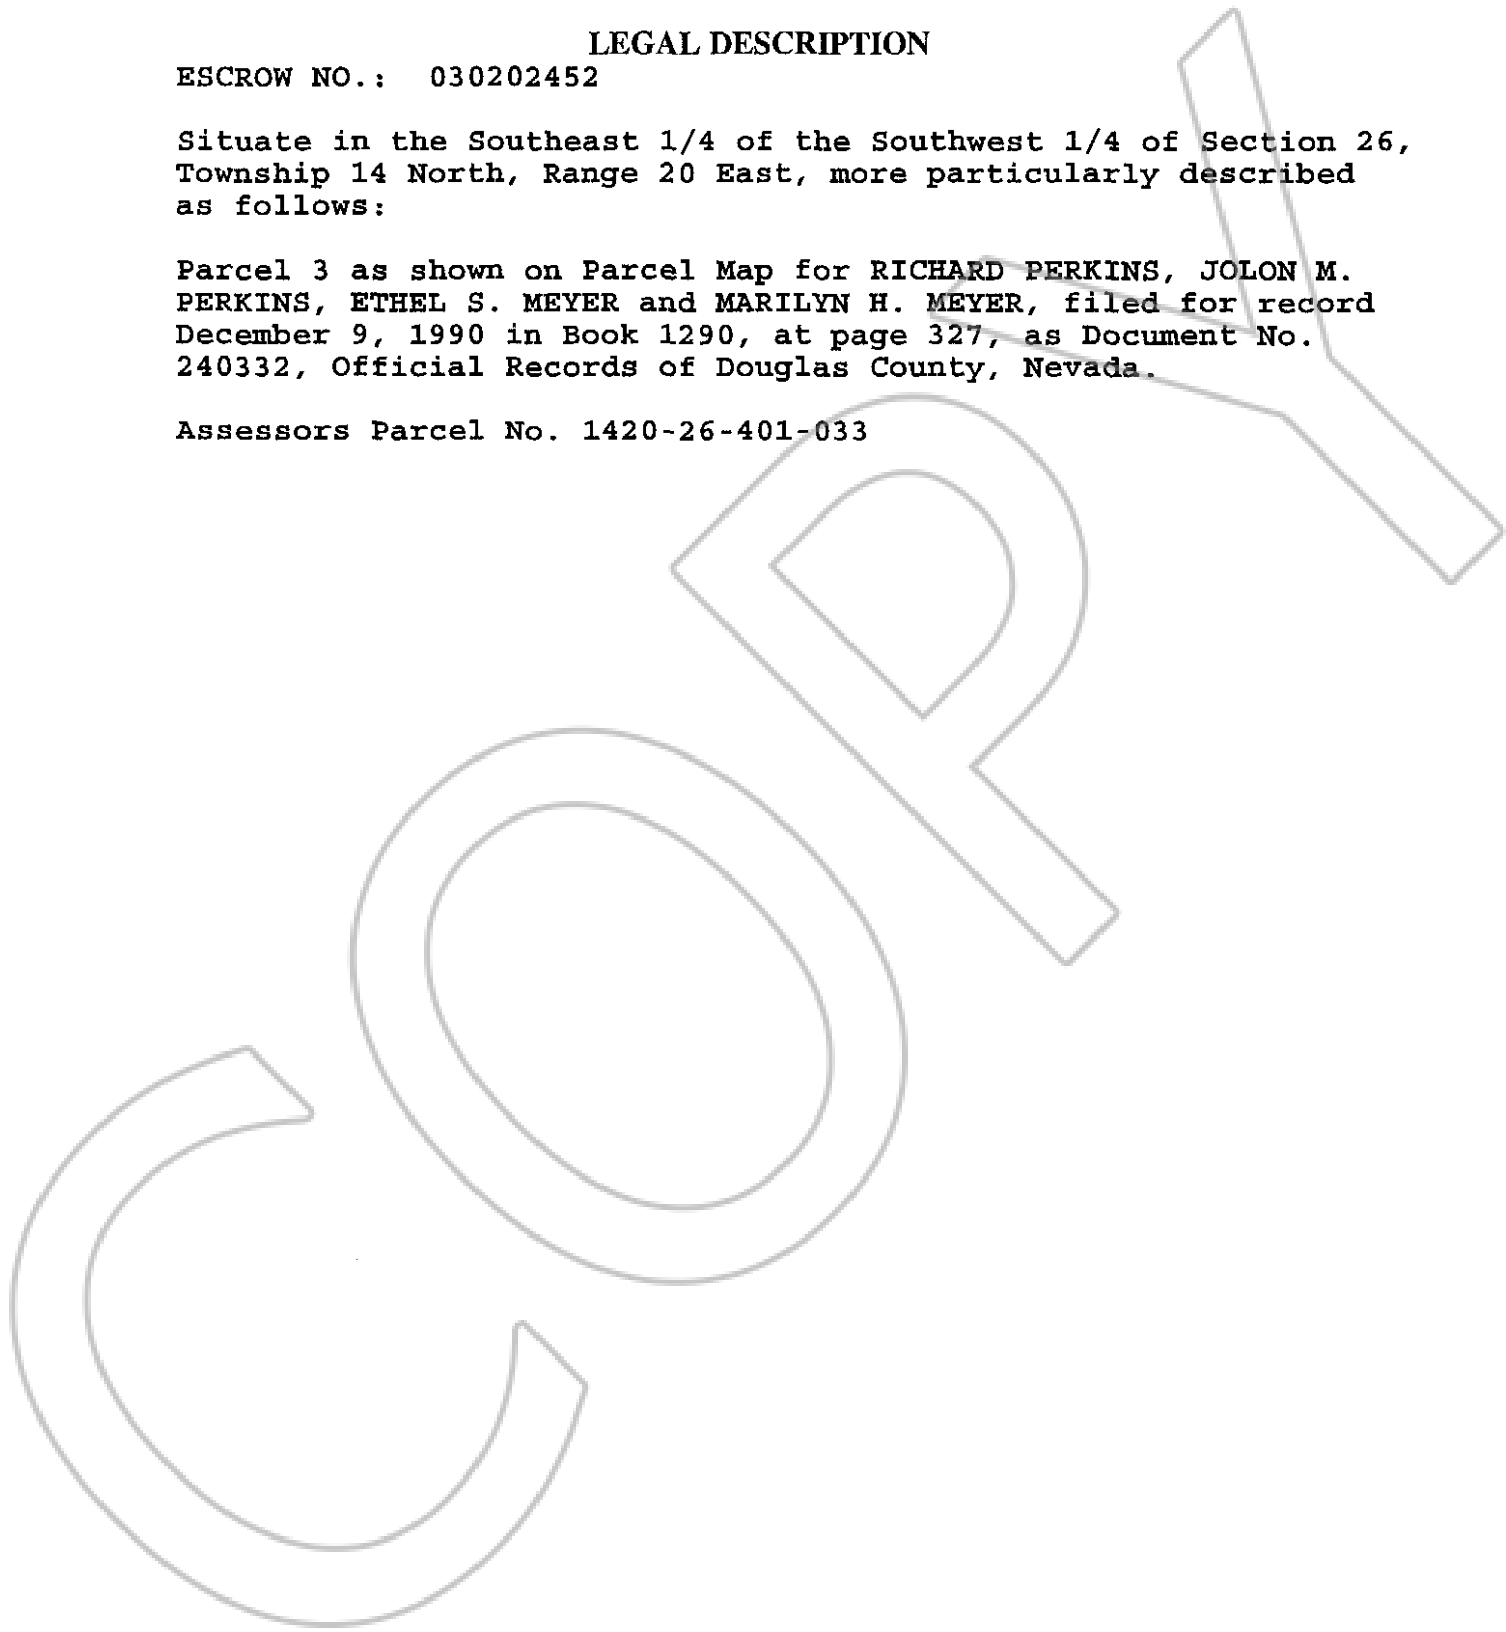 LEGAL DESCRIPTION
ESCROW NO.: 030202452
Situate in the Southeast 1/4 of the Southwest 1/4 of Section 26,
Township 14 North, Range 20 East, more particularly described
as follows:
Parcel 3 as shown on Parcel Map for RICHARD PERKINS, JOLON M.
PERKINS, ETHEL S. MEYER and MARILYN H. MEYER, filed for record
December 9, 1990 in Book 1290, at page 327, as Document No.
240332, Official Records of Douglas County, Nevada.
Assessors Parcel No. 1420-26-401-033
COPY